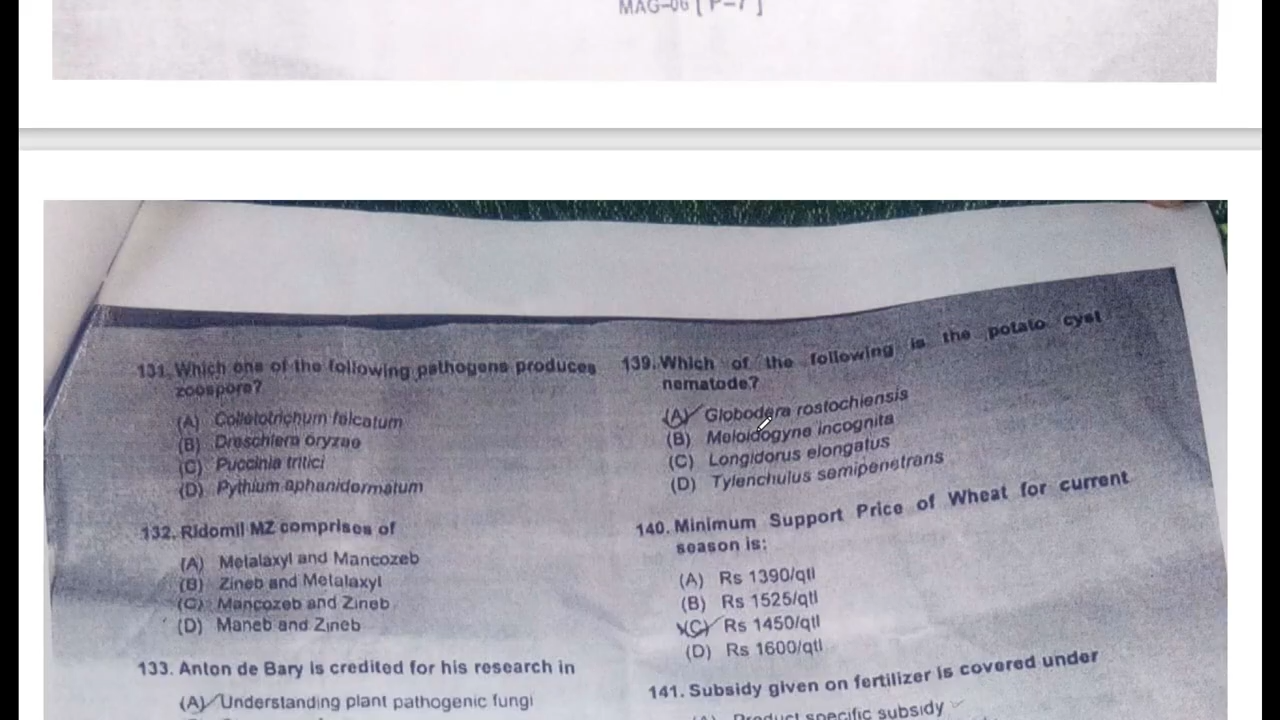 MAG-06 [ P-7 ]
131. Which one of the following pathogens produces
zoospore?
(A) Colletotrichum falcatum
(B) Dreschlera oryzae
(C) Puccinia tritici
(D) Pythium aphanidermatum
132. Ridomil MZ comprises of
(A) Metalaxyl and Mancozeb
(B) Zineb and Metalaxyl
(C) Mancozeb and Zineb
(D) Maneb and Zineb
133. Anton de Bary is credited for his research in
(A) Understanding plant pathogenic fungi
139. Which of the following is the potato cyst
nematode?
(A) Globodera rostochiensis
(B) Meloidogyne incognita
(C) Longidorus elongatus
(D) Tylenchulus semipenetrans
140. Minimum Support Price of Wheat for current
season is:
(A) Rs 1390/qtl
(B) Rs 1525/qtl
(C) Rs 1450/qtl
(D) Rs 1600/qtl
141. Subsidy given on fertilizer is covered under
(A) Product specific subsidy